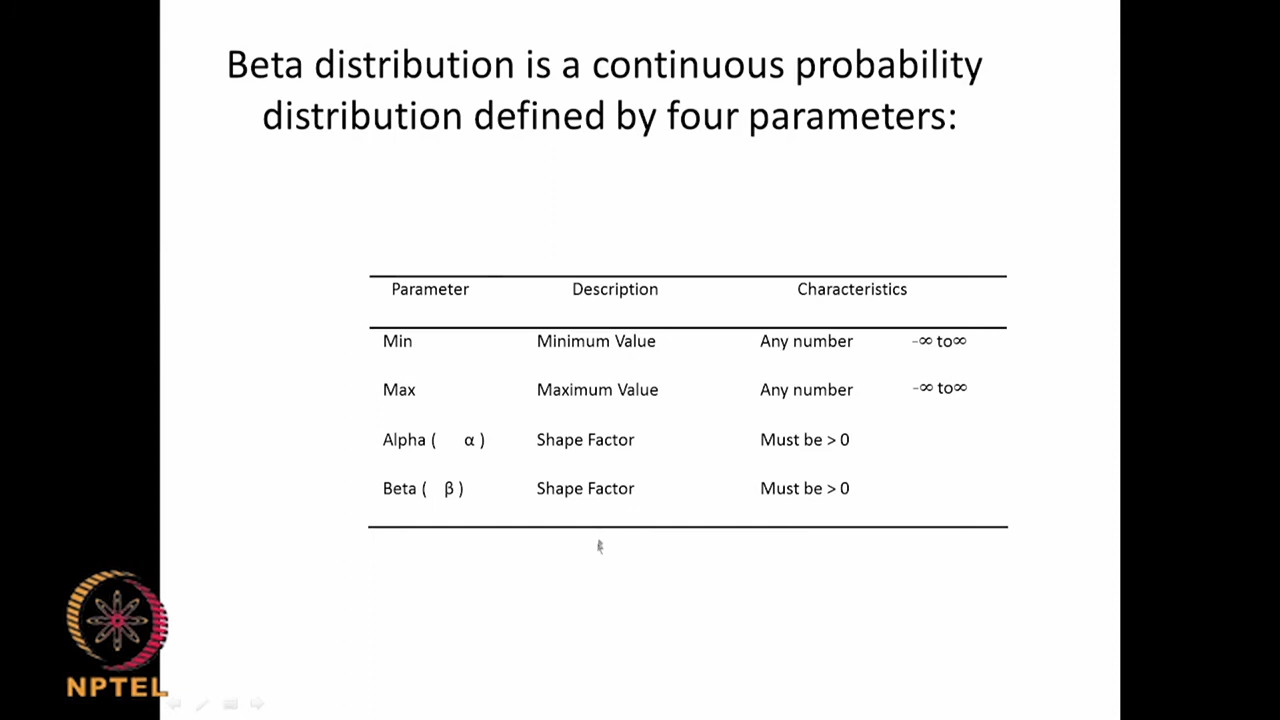 Beta distribution is a continuous probability
distribution defined by four parameters:
Parameter Description Characteristics
Min Minimum Value Any number -∞ to∞
Max Maximum Value Any number -∞ to∞
Alpha ( α ) Shape Factor Must be > 0
Beta ( β ) Shape Factor Must be > 0
NPTEL